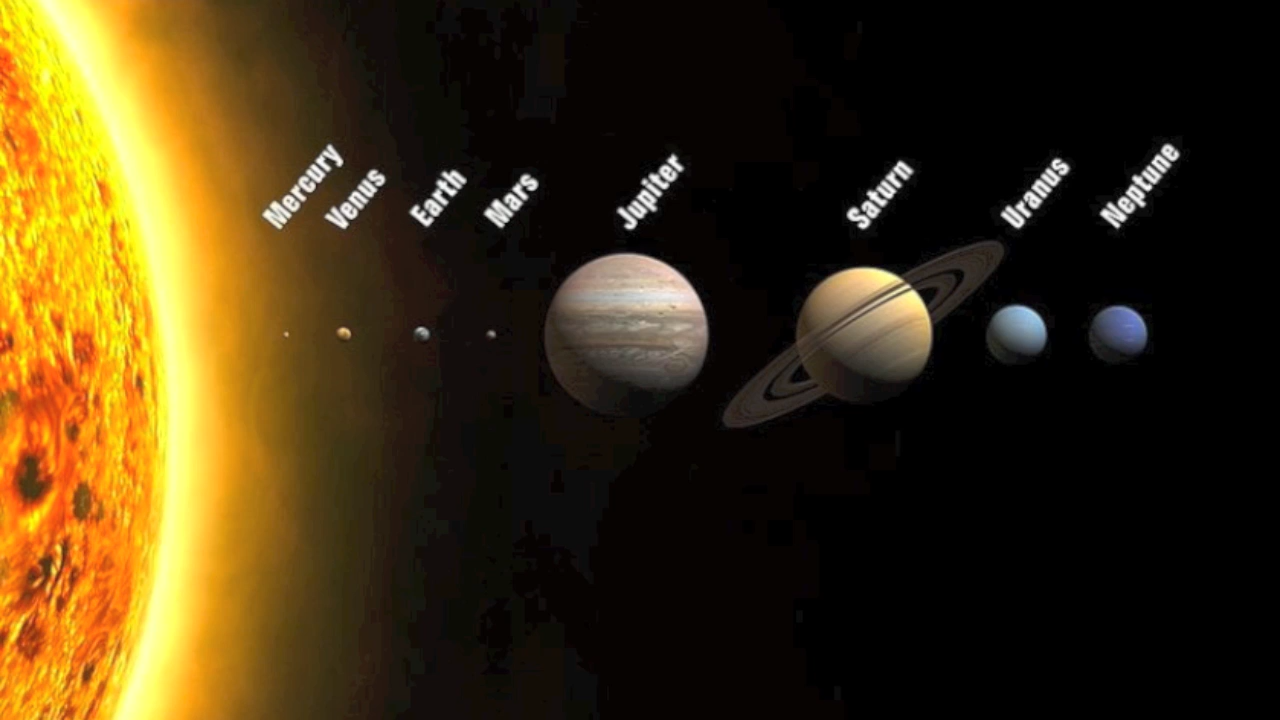 Mercury
Venus
Earth
Mars
Jupiter
Saturn
Uranus
Neptune